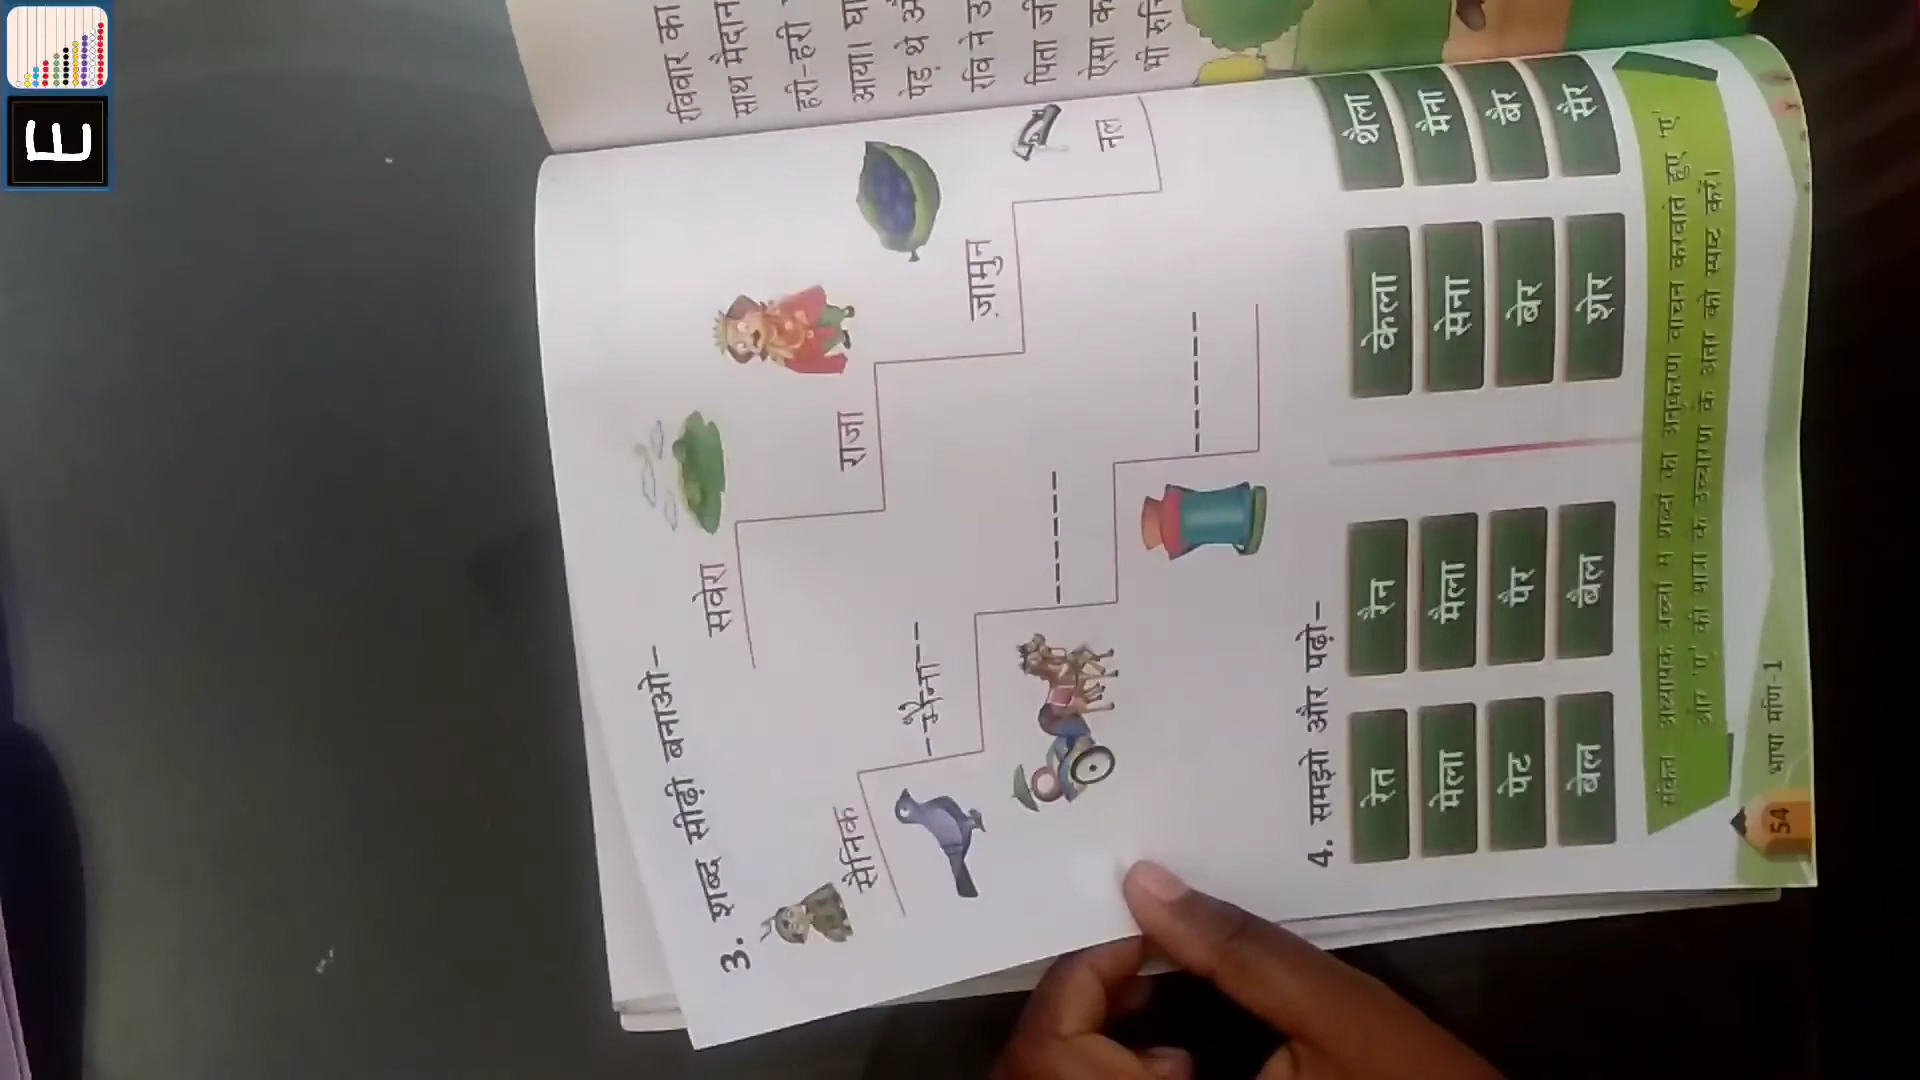 E
रविवार का
साथ मैदान
हरी-हरी
आया। घा
पेड़ थे औ
रवि ने उ
पिता जी
ऐसा क
भी रुचि
3. शब्द सीढ़ी बनाओ-
सवेरा
राजा
ज़ामुन
नल
सैनिक
--मैना--
------
------
4. समझो और पढ़ो-
रेत रैन केला थैला
मेला मैला सेना मैना
पेट पैर बेर बैर
बेल बैल शेर सैर
संकेत अध्यापक बच्चों से शब्दों का अनुकरण वाचन करवाते हुए 'ए'
और 'ऐ' की मात्रा के उच्चारण के अंतर को स्पष्ट करें।
54
भाषा मणि-1